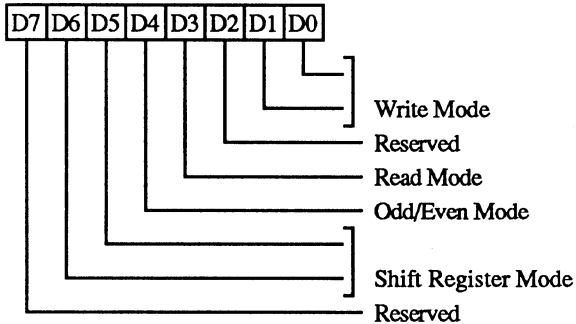 D7 D6 D5 D4 D3 D2 D1 D0
Write Mode
Reserved
Read Mode
Odd/Even Mode
Shift Register Mode
Reserved